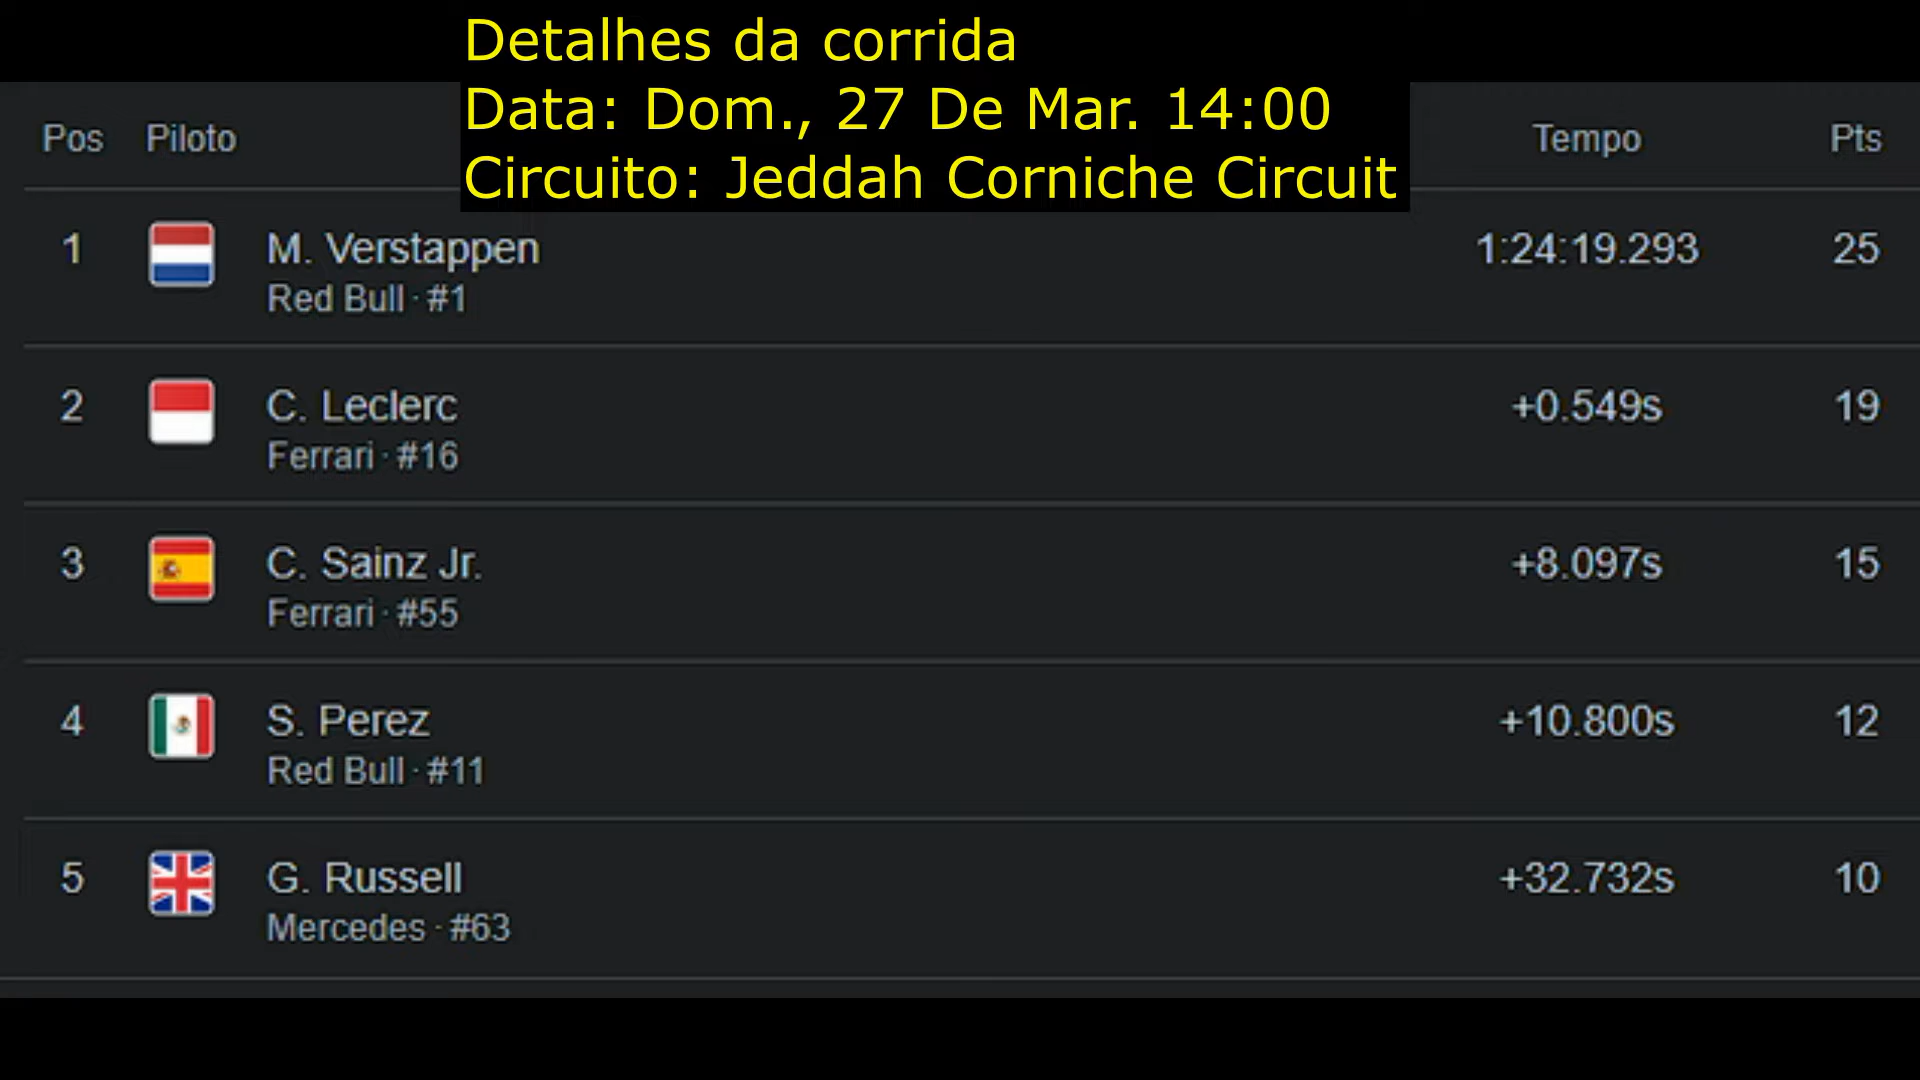 Detalhes da corrida
Data: Dom., 27 De Mar. 14:00
Circuito: Jeddah Corniche Circuit
Pos Piloto Tempo Pts
1 M. Verstappen 1:24:19.293 25
Red Bull · #1
2 C. Leclerc +0.549s 19
Ferrari · #16
3 C. Sainz Jr. +8.097s 15
Ferrari · #55
4 S. Perez +10.800s 12
Red Bull · #11
5 G. Russell +32.732s 10
Mercedes · #63